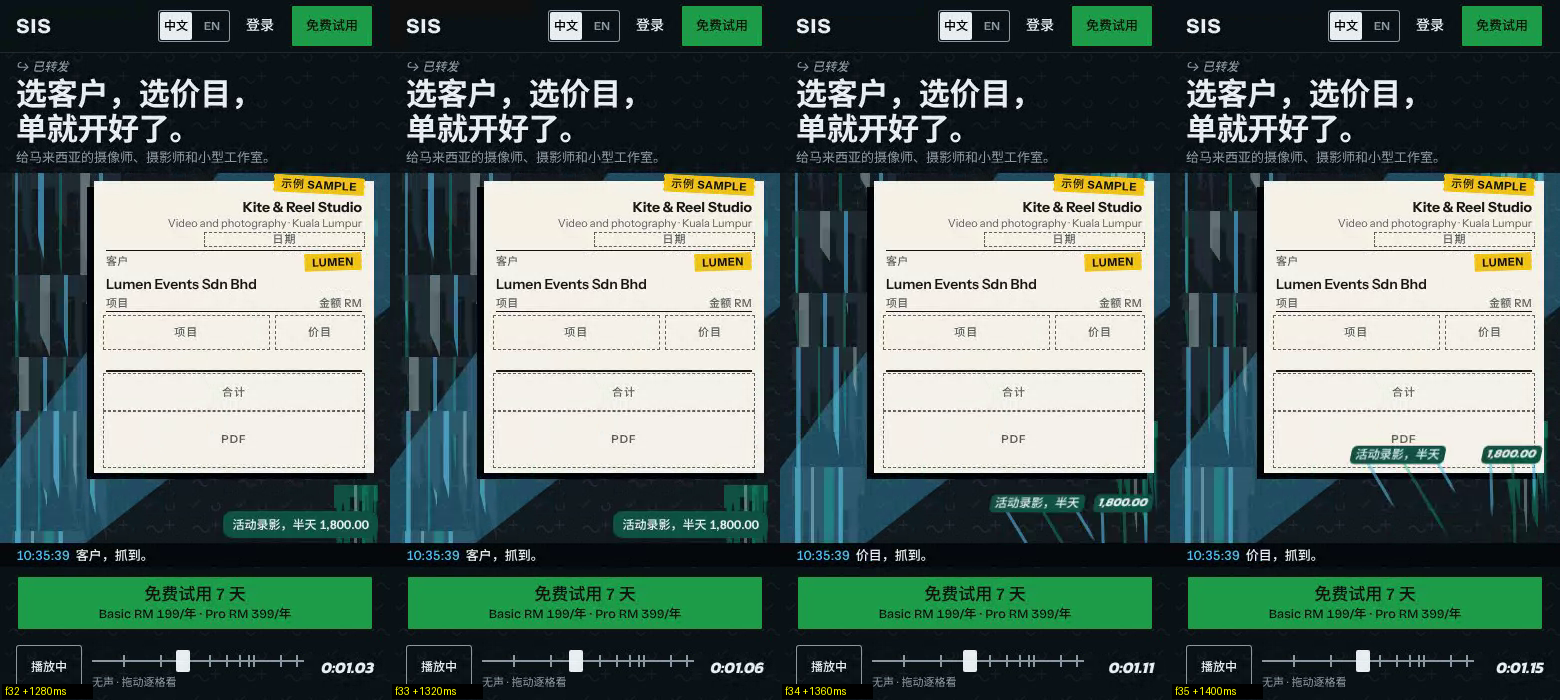 SIS 中文 EN 登录 免费试用
↪ 已转发
选客户，选价目，
单就开好了。
给马来西亚的摄像师、摄影师和小型工作室。
示例 SAMPLE
Kite & Reel Studio
Video and photography · Kuala Lumpur
日期
客户 LUMEN
Lumen Events Sdn Bhd
项目 金额 RM
项目 价目
合计
PDF
活动录影，半天 1,800.00
10:35:39 客户，抓到。
免费试用 7 天
Basic RM 199/年 · Pro RM 399/年
播放中 0:01.03
无声 · 拖动逐格看
f32 +1280ms
SIS 中文 EN 登录 免费试用
↪ 已转发
选客户，选价目，
单就开好了。
给马来西亚的摄像师、摄影师和小型工作室。
示例 SAMPLE
Kite & Reel Studio
Video and photography · Kuala Lumpur
日期
客户 LUMEN
Lumen Events Sdn Bhd
项目 金额 RM
项目 价目
合计
PDF
活动录影，半天 1,800.00
10:35:39 客户，抓到。
免费试用 7 天
Basic RM 199/年 · Pro RM 399/年
播放中 0:01.06
无声 · 拖动逐格看
f33 +1320ms
SIS 中文 EN 登录 免费试用
↪ 已转发
选客户，选价目，
单就开好了。
给马来西亚的摄像师、摄影师和小型工作室。
示例 SAMPLE
Kite & Reel Studio
Video and photography · Kuala Lumpur
日期
客户 LUMEN
Lumen Events Sdn Bhd
项目 金额 RM
项目 价目
合计
PDF
活动录影，半天 1,800.00
10:35:39 价目，抓到。
免费试用 7 天
Basic RM 199/年 · Pro RM 399/年
播放中 0:01.11
无声 · 拖动逐格看
f34 +1360ms
SIS 中文 EN 登录 免费试用
↪ 已转发
选客户，选价目，
单就开好了。
给马来西亚的摄像师、摄影师和小型工作室。
示例 SAMPLE
Kite & Reel Studio
Video and photography · Kuala Lumpur
日期
客户 LUMEN
Lumen Events Sdn Bhd
项目 金额 RM
项目 价目
合计
PDF
活动录影，半天 1,800.00
10:35:39 价目，抓到。
免费试用 7 天
Basic RM 199/年 · Pro RM 399/年
播放中 0:01.15
无声 · 拖动逐格看
f35 +1400ms